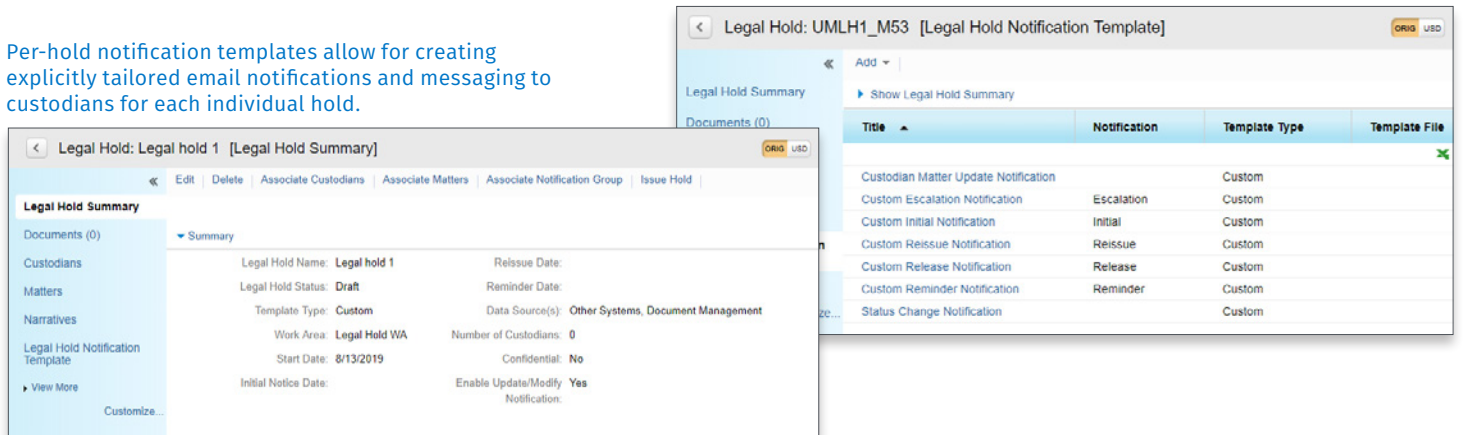 Per-hold notification templates allow for creating
explicitly tailored email notifications and messaging to
custodians for each individual hold.
Legal Hold: UMLH1_M53 [Legal Hold Notification Template]
ORIG USD
Add
Legal Hold Summary
Show Legal Hold Summary
Documents (0)
Title Notification Template Type Template File
Custodian Matter Update Notification Custom
Custom Escalation Notification Escalation Custom
Custom Initial Notification Initial Custom
Custom Reissue Notification Reissue Custom
Custom Release Notification Release Custom
Custom Reminder Notification Reminder Custom
Status Change Notification Custom
Legal Hold: Legal hold 1 [Legal Hold Summary]
ORIG USD
Edit Delete Associate Custodians Associate Matters Associate Notification Group Issue Hold
Legal Hold Summary
Documents (0)
Custodians
Matters
Narratives
Legal Hold Notification
Template
View More
Customize...
Summary
Legal Hold Name: Legal hold 1 Reissue Date:
Legal Hold Status: Draft Reminder Date:
Template Type: Custom Data Source(s): Other Systems, Document Management
Work Area: Legal Hold WA Number of Custodians: 0
Start Date: 8/13/2019 Confidential: No
Initial Notice Date: Enable Update/Modify Yes
Notification: